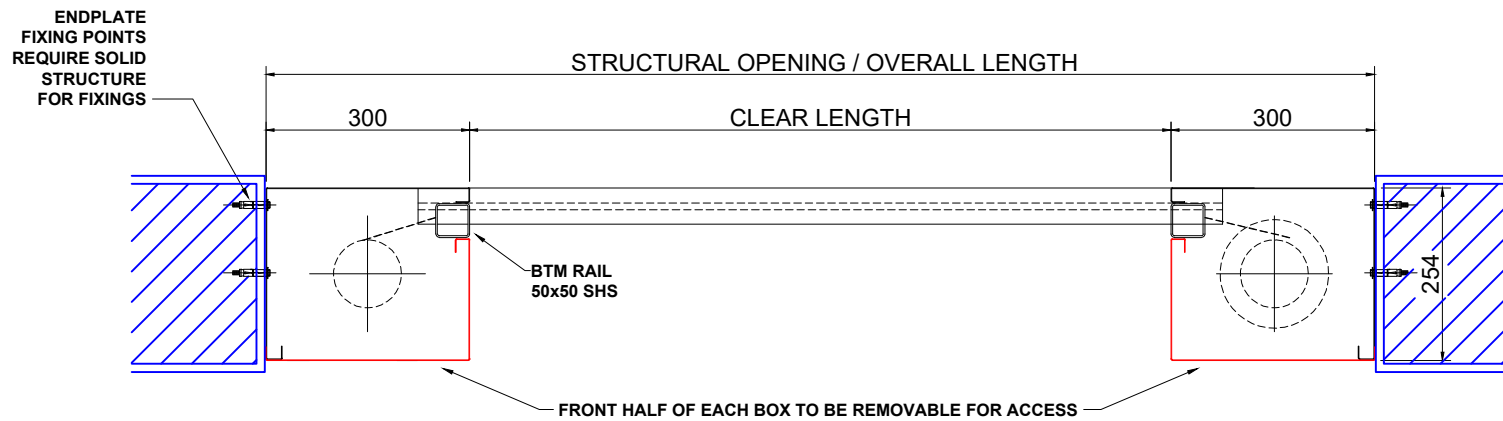 ENDPLATE
FIXING POINTS
REQUIRE SOLID
STRUCTURE
FOR FIXINGS
STRUCTURAL OPENING / OVERALL LENGTH
300
CLEAR LENGTH
300
BTM RAIL
50x50 SHS
254
FRONT HALF OF EACH BOX TO BE REMOVABLE FOR ACCESS